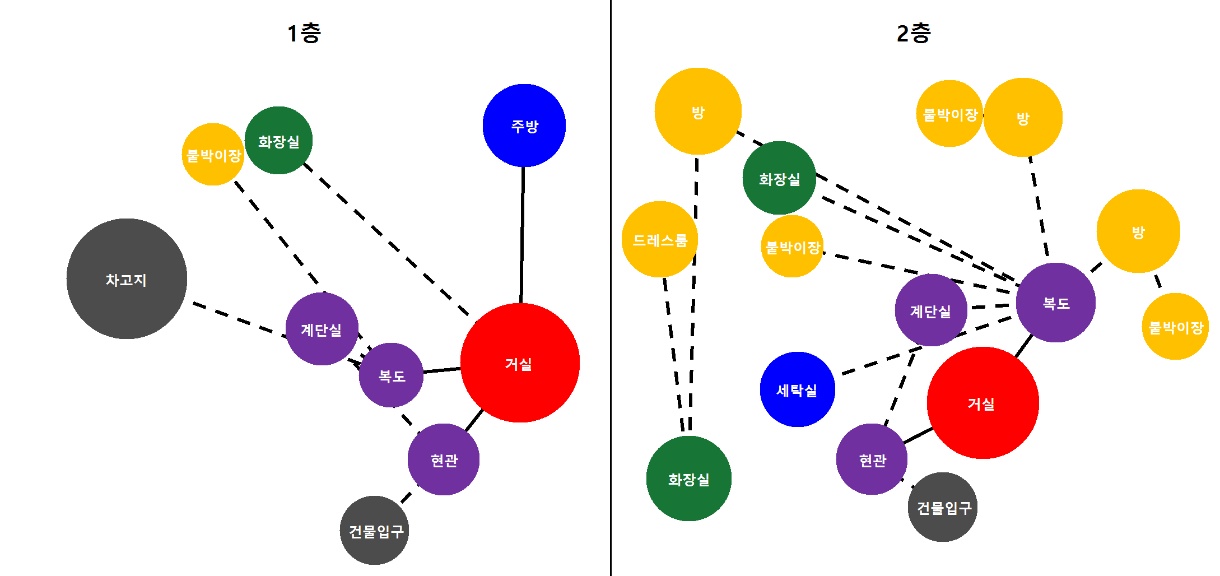 1층
주방
화장실
붙박이장
차고지
계단실
복도
거실
현관
건물입구
2층
방
붙박이장
방
화장실
드레스룸
붙박이장
방
계단실
복도
붙박이장
세탁실
거실
현관
화장실
건물입구